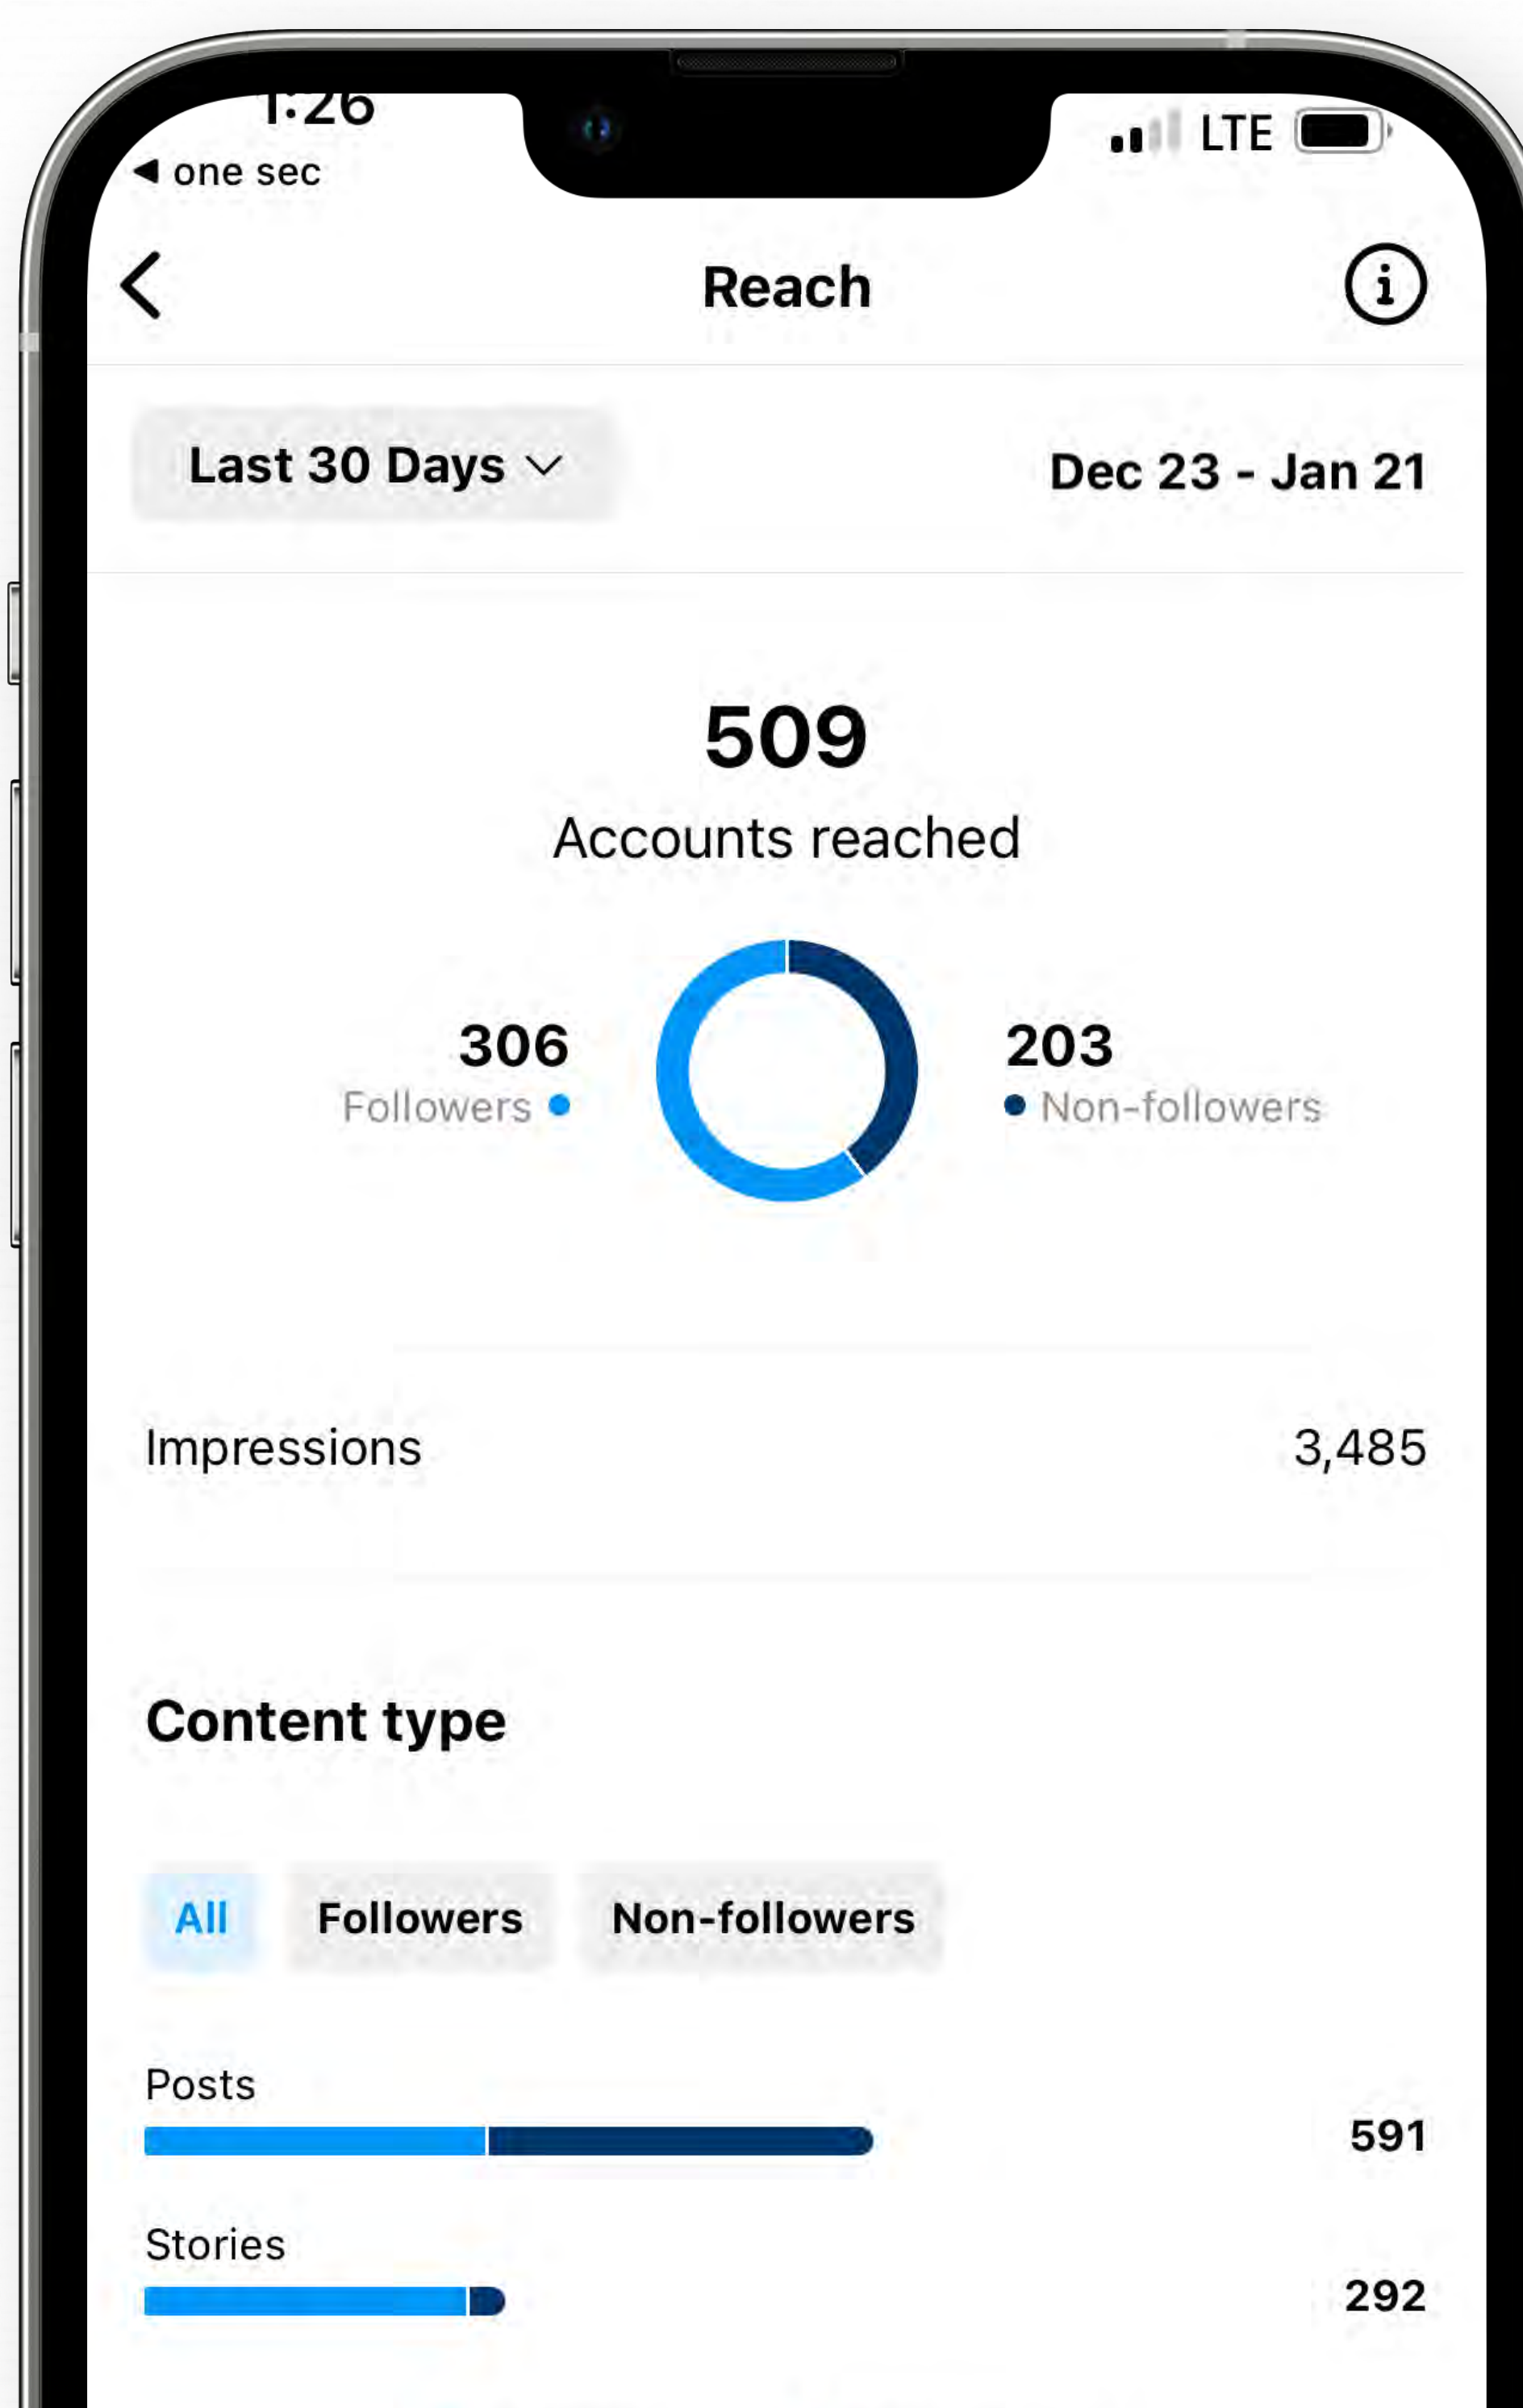 1:26
◀ one sec
LTE
Reach
Last 30 Days
Dec 23 - Jan 21
509
Accounts reached
306
Followers
203
Non-followers
Impressions
3,485
Content type
All
Followers
Non-followers
Posts
591
Stories
292